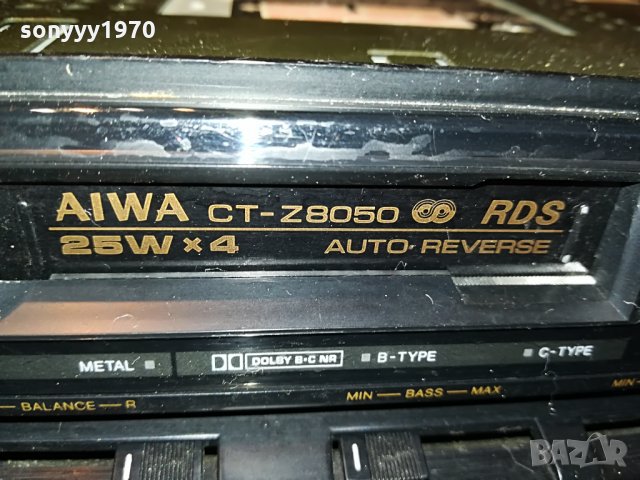 sonyyy1970
AIWA CT-Z8050 RDS
25W x 4 AUTO REVERSE
METAL DOLBY B•C NR B-TYPE C-TYPE
BALANCE — R MIN — BASS — MAX MIN
BAZAR